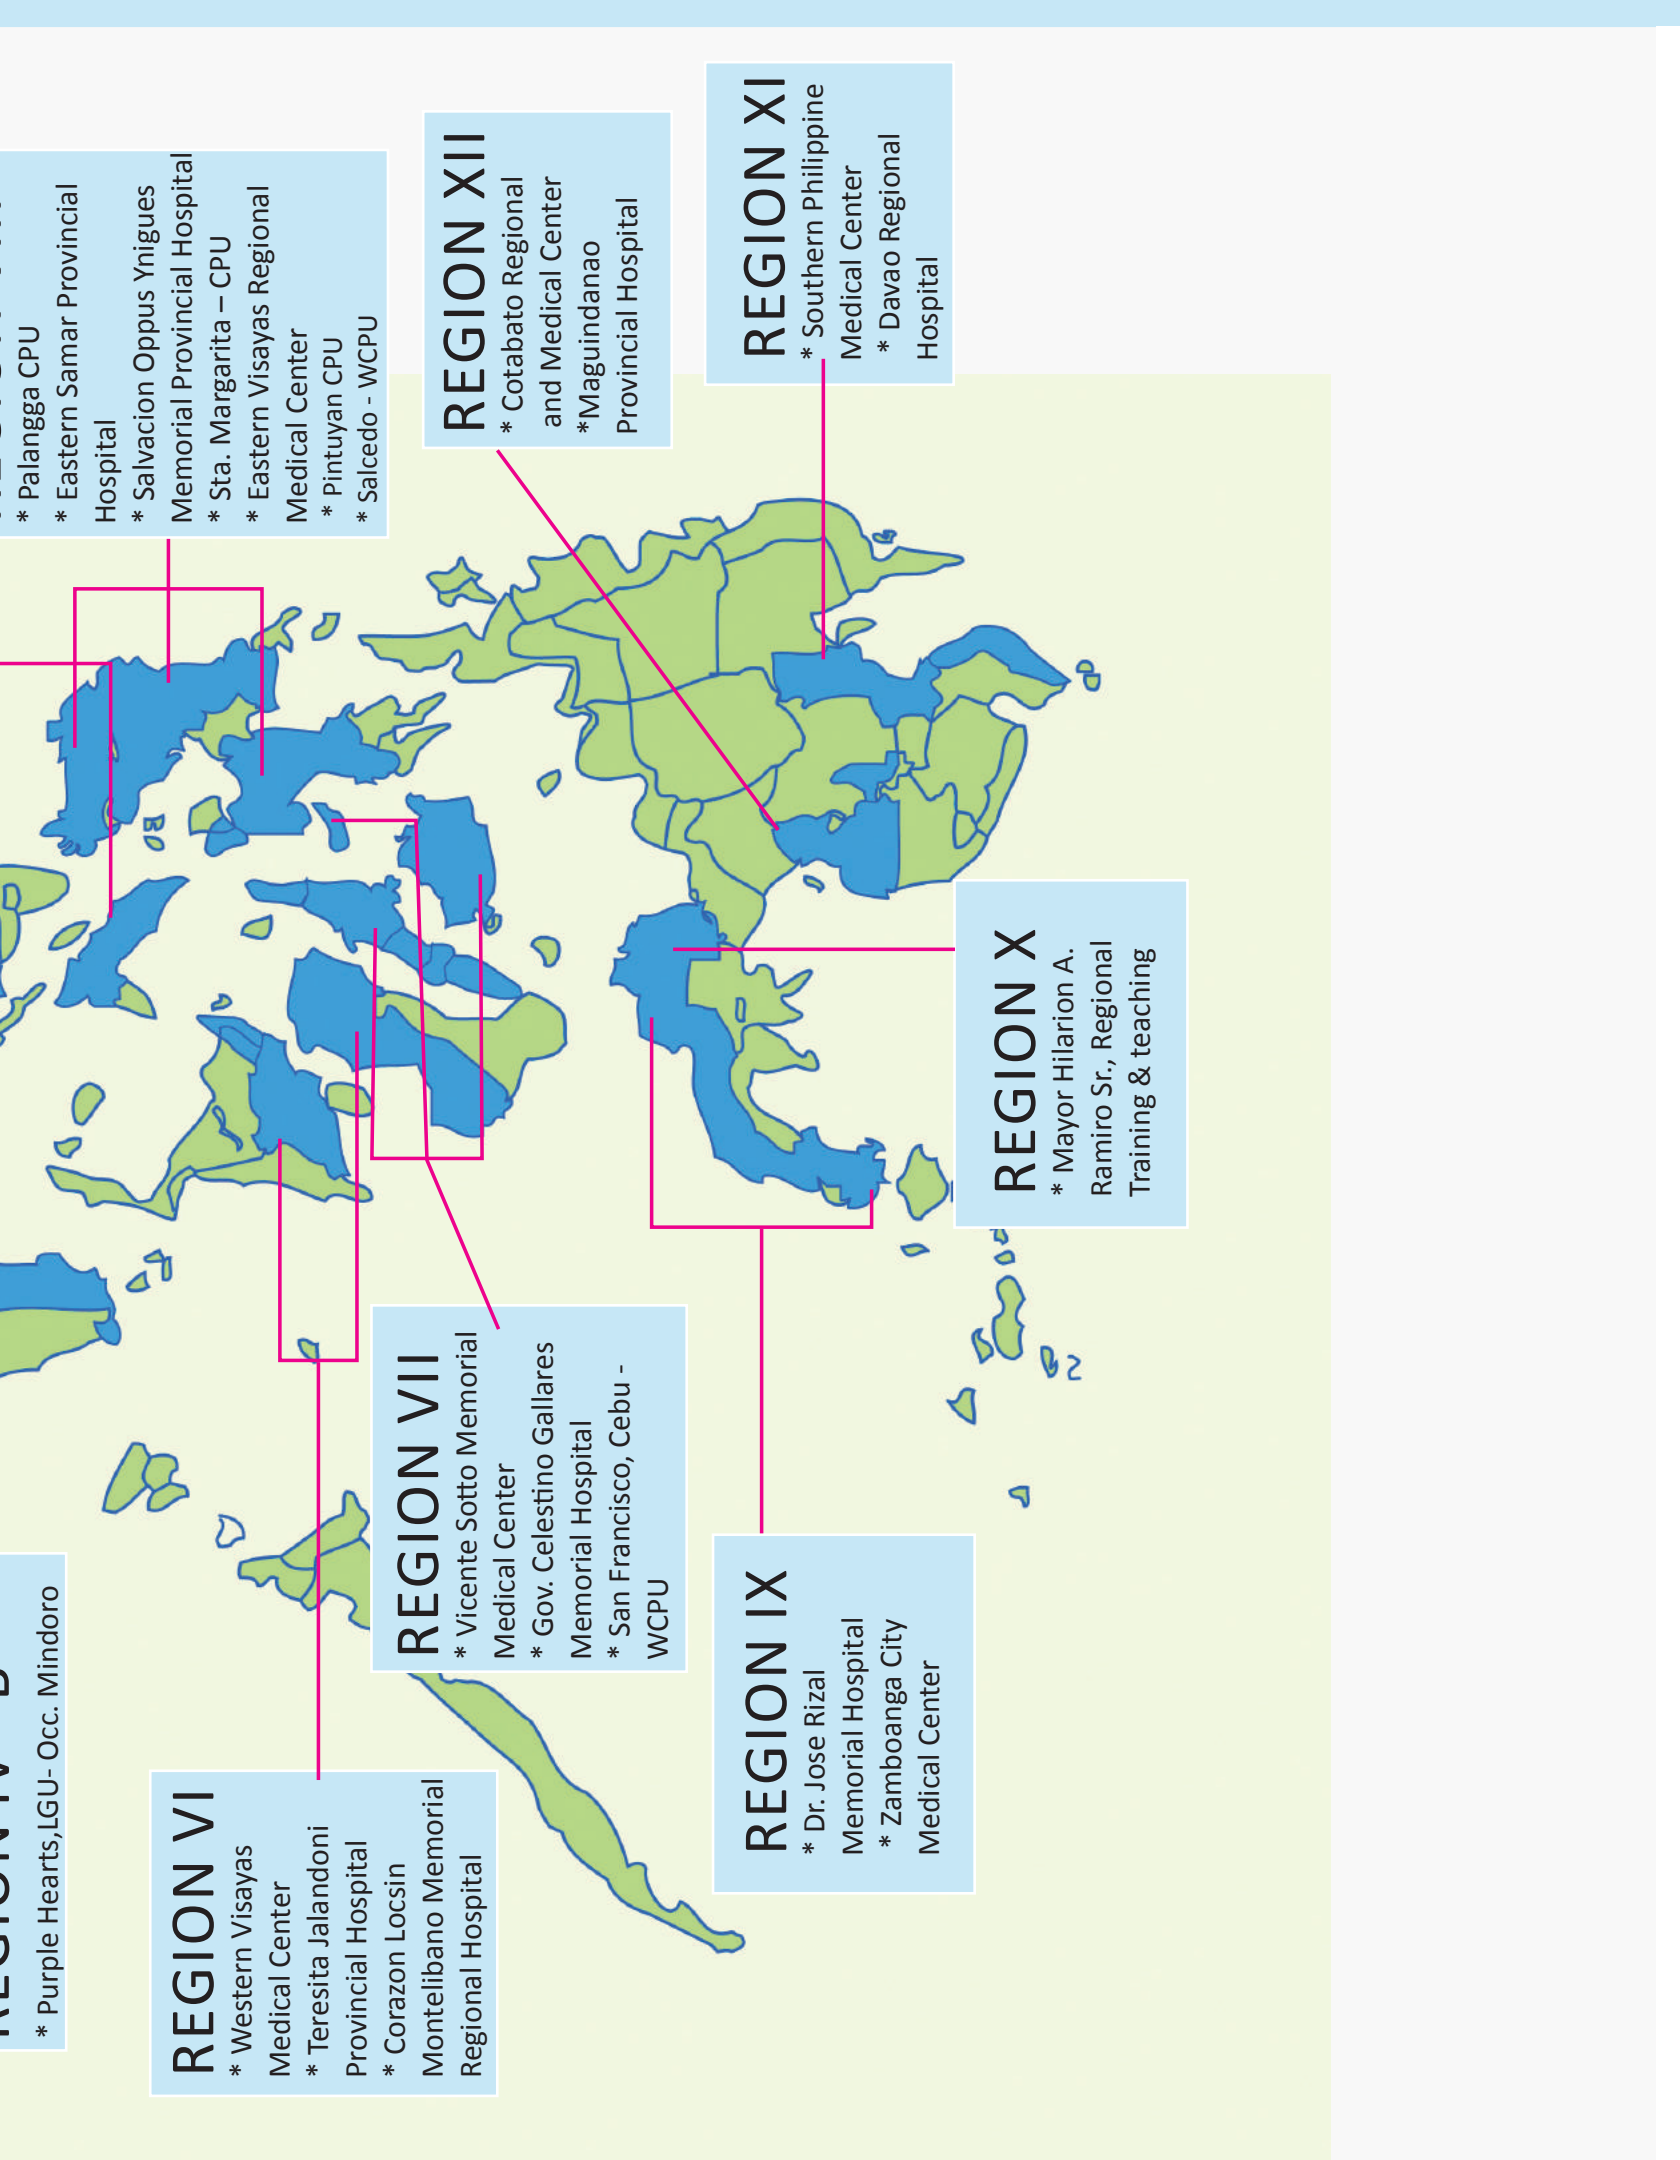 * Palangga CPU
* Eastern Samar Provincial
Hospital
* Salvacion Oppus Ynigues
Memorial Provincial Hospital
* Sta. Margarita – CPU
* Eastern Visayas Regional
Medical Center
* Pintuyan CPU
* Salcedo - WCPU
REGION XII
* Cotabato Regional
and Medical Center
*Maguindanao
Provincial Hospital
REGION XI
* Southern Philippine
Medical Center
* Davao Regional
Hospital
REGION X
* Mayor Hilarion A.
Ramiro Sr., Regional
Training & teaching
REGION VII
* Vicente Sotto Memorial
Medical Center
* Gov. Celestino Gallares
Memorial Hospital
* San Francisco, Cebu -
WCPU
REGION IX
* Dr. Jose Rizal
Memorial Hospital
* Zamboanga City
Medical Center
* Purple Hearts,LGU- Occ. Mindoro
REGION VI
* Western Visayas
Medical Center
* Teresita Jalandoni
Provincial Hospital
* Corazon Locsin
Montelibano Memorial
Regional Hospital